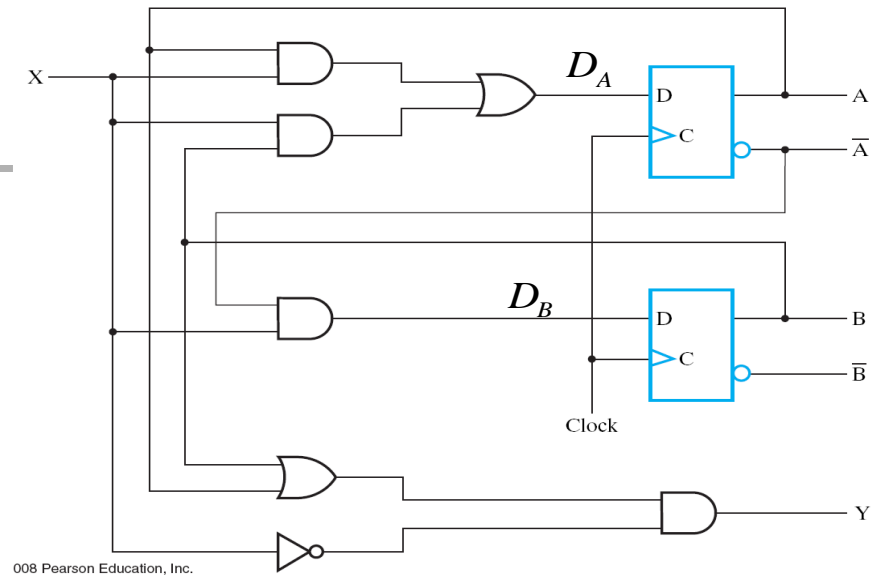 X
D_A
D
A
C
A̅
D_B
D
B
C
B̅
Clock
Y
008 Pearson Education, Inc.